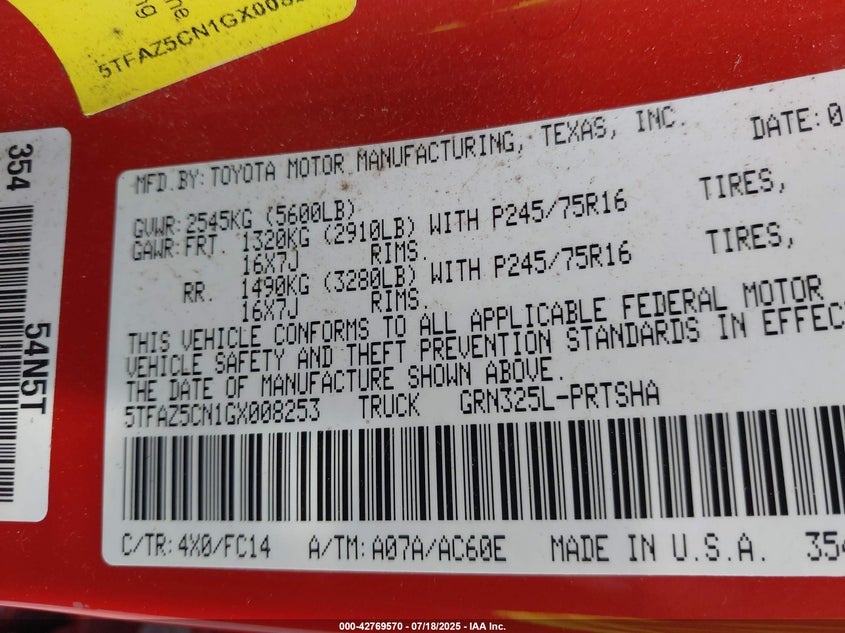 ne
ng
5TFAZ5CN1GX008
354
54N5T
MFD.BY:TOYOTA MOTOR MANUFACTURING, TEXAS, INC. DATE:0
GVWR:2545KG (5600LB)
GAWR:FRT. 1320KG (2910LB) WITH P245/75R16 TIRES,
16X7J RIMS.
RR. 1490KG (3280LB) WITH P245/75R16 TIRES,
16X7J RIMS.
THIS VEHICLE CONFORMS TO ALL APPLICABLE FEDERAL MOTOR
VEHICLE SAFETY AND THEFT PREVENTION STANDARDS IN EFFEC
THE DATE OF MANUFACTURE SHOWN ABOVE.
5TFAZ5CN1GX008253 TRUCK GRN325L-PRTSHA
C/TR:4X0/FC14 A/TM:A07A/AC60E MADE IN U.S.A. 354
000-42769570 - 07/18/2025 - IAA Inc.